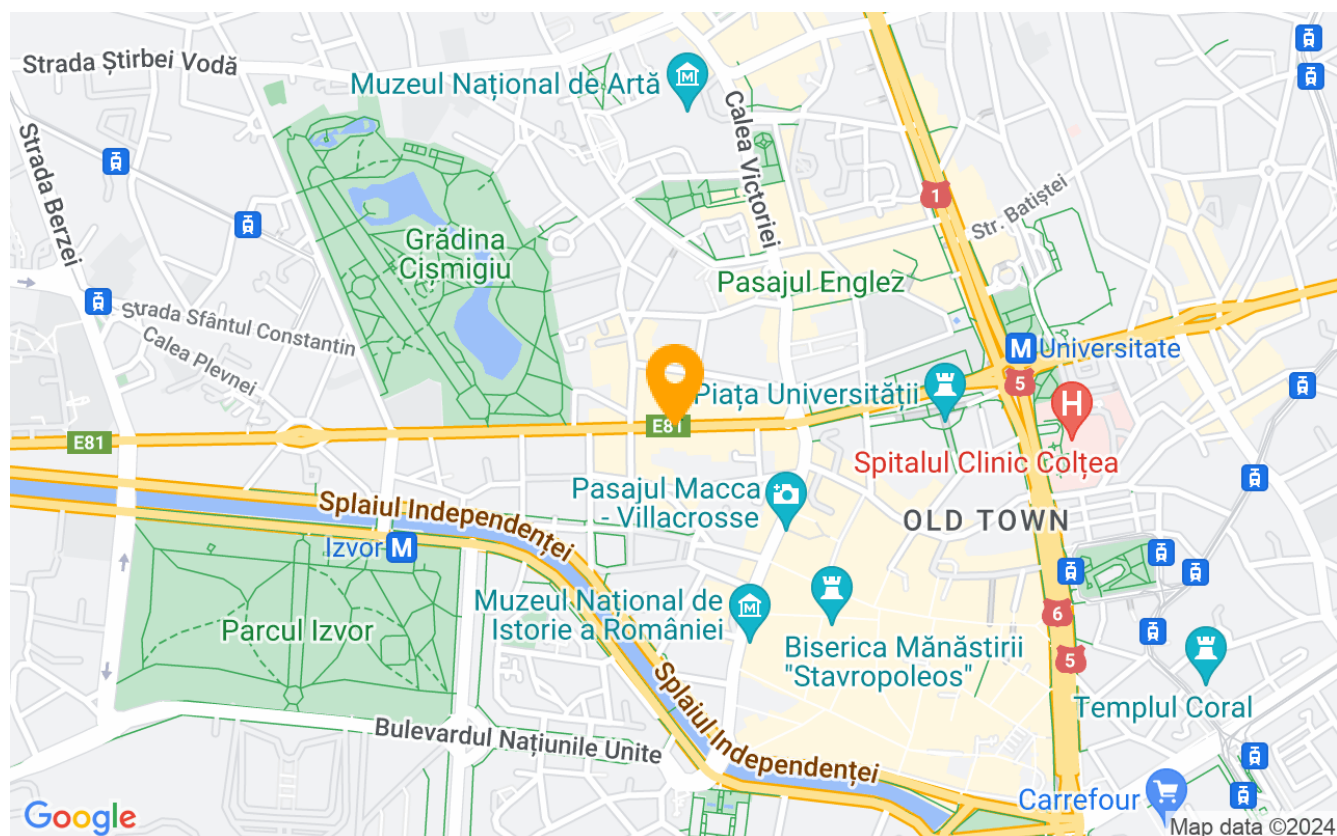 Strada Știrbei Vodă
Muzeul Național de Artă
Calea Victoriei
Strada Berzei
1
Str. Batiștei
Grădina
Cișmigiu
Pasajul Englez
Strada Sfântul Constantin
Calea Plevnei
M Universitate
5
Piața Universității
H
E81
E81
Spitalul Clinic Colțea
Pasajul Macca
- Villacrosse
Splaiul Independenței
OLD TOWN
Izvor M
Muzeul Național de
Istorie a României
6
Parcul Izvor
Biserica Mănăstirii
"Stavropoleos"
5
Splaiul Independenței
Templul Coral
Bulevardul Națiunile Unite
Carrefour
Google
Map data ©2024